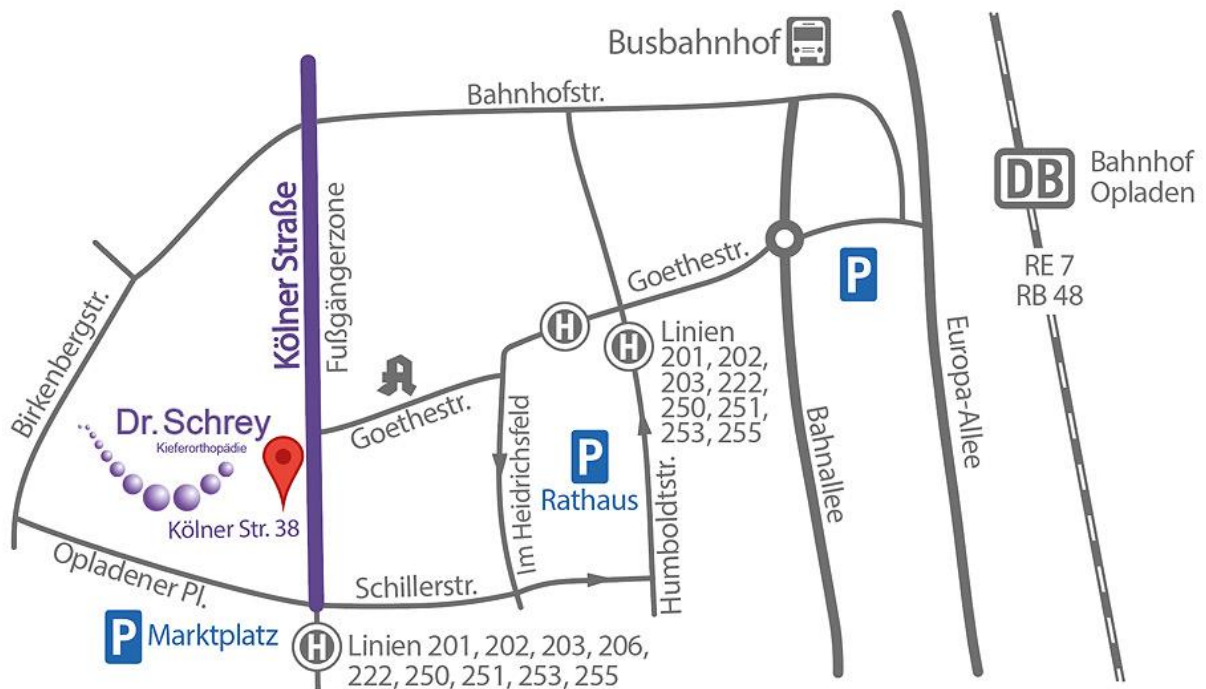 Busbahnhof
Bahnhofstr.
DB
Bahnhof
Opladen
RE 7
RB 48
Kölner Straße
Fußgängerzone
Goethestr.
P
H
H
Linien
201, 202,
203, 222,
250, 251,
253, 255
Birkenbergstr.
A
Goethestr.
Dr. Schrey
Kieferorthopädie
Kölner Str. 38
Im Heidrichsfeld
P
Rathaus
Humboldtstr.
Bahnallee
Europa-Allee
Opladener Pl.
Schillerstr.
P Marktplatz
H
Linien 201, 202, 203, 206,
222, 250, 251, 253, 255